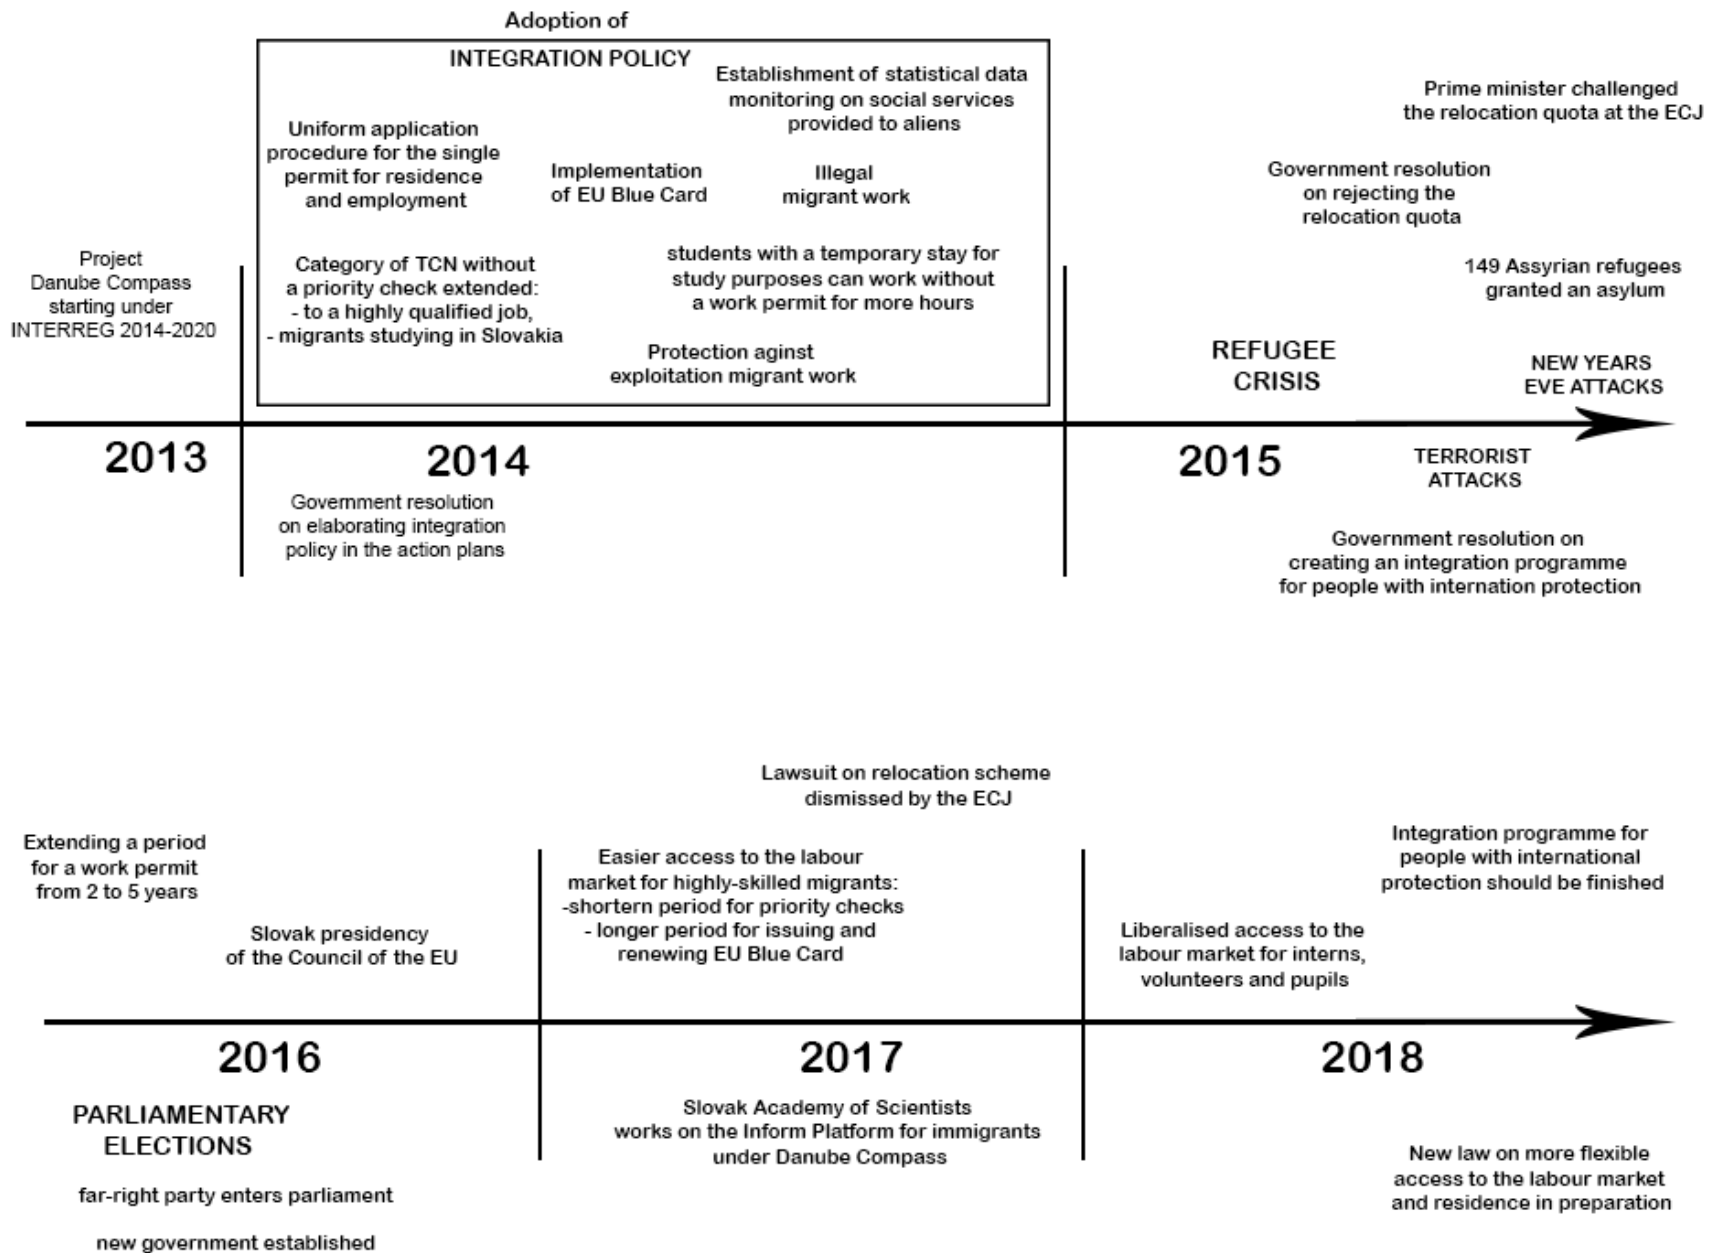 Adoption of
INTEGRATION POLICY
Establishment of statistical data
monitoring on social services
provided to aliens
Uniform application
procedure for the single
permit for residence
and employment
Implementation
of EU Blue Card
Illegal
migrant work
Category of TCN without
a priority check extended:
- to a highly qualified job,
- migrants studying in Slovakia
students with a temporary stay for
study purposes can work without
a work permit for more hours
Protection aginst
exploitation migrant work
Project
Danube Compass
starting under
INTERREG 2014-2020
Prime minister challenged
the relocation quota at the ECJ
Government resolution
on rejecting the
relocation quota
149 Assyrian refugees
granted an asylum
REFUGEE
CRISIS
NEW YEARS
EVE ATTACKS
2013
2014
2015
TERRORIST
ATTACKS
Government resolution
on elaborating integration
policy in the action plans
Government resolution on
creating an integration programme
for people with internation protection
Lawsuit on relocation scheme
dismissed by the ECJ
Extending a period
for a work permit
from 2 to 5 years
Slovak presidency
of the Council of the EU
Easier access to the labour
market for highly-skilled migrants:
-shortern period for priority checks
- longer period for issuing and
renewing EU Blue Card
Integration programme for
people with international
protection should be finished
Liberalised access to the
labour market for interns,
volunteers and pupils
2016
2017
2018
PARLIAMENTARY
ELECTIONS
far-right party enters parliament
new government established
Slovak Academy of Scientists
works on the Inform Platform for immigrants
under Danube Compass
New law on more flexible
access to the labour market
and residence in preparation